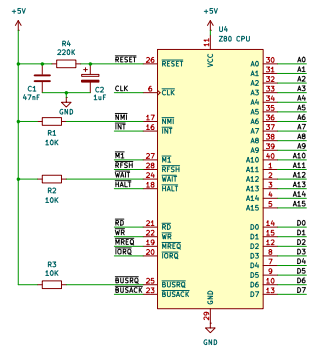 +5V
+5V
U4
Z80 CPU
R4
220K
RESET
26
RESET
11
VCC
30
A0
A0
31
A1
A1
32
A2
A2
33
A3
A3
34
A4
A4
35
A5
A5
36
A6
A6
37
A7
A7
38
A8
A8
39
A9
A9
40
A10
A10
1
A11
A11
2
A12
A12
3
A13
A13
4
A14
A14
5
A15
A15
C1
47nF
+
C2
1uF
GND
CLK
6
CLK
NMI
17
NMI
INT
16
INT
R1
10K
M1
27
M1
RFSH
28
RFSH
WAIT
24
WAIT
HALT
18
HALT
R2
10K
RD
21
RD
WR
22
WR
MREQ
19
MREQ
IORQ
20
IORQ
D0
14
D0
D1
15
D1
D2
12
D2
D3
8
D3
D4
7
D4
D5
9
D5
D6
10
D6
D7
13
D7
R3
10K
BUSRQ
25
BUSRQ
BUSACK
23
BUSACK
GND
29
GND